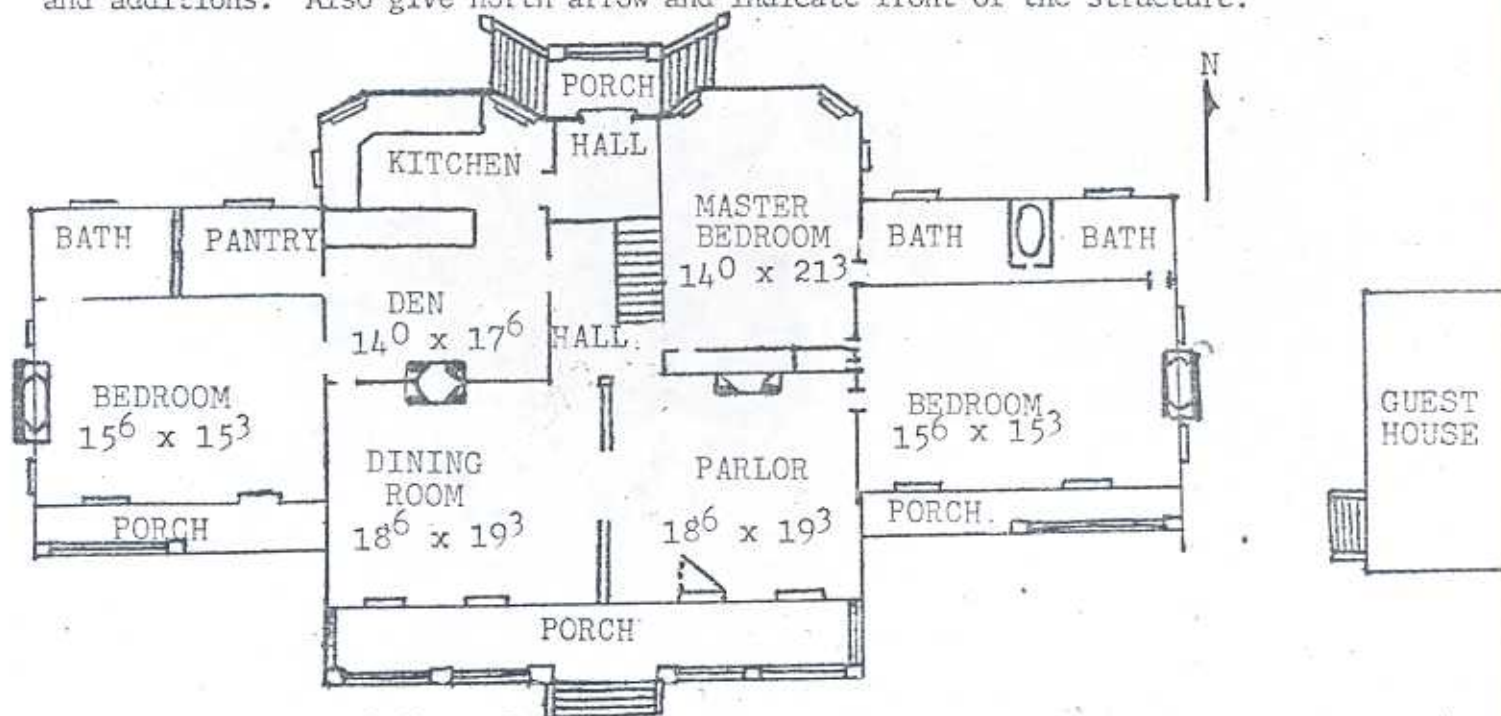 and additions. Also give north arrow and indicate front of the structure.
N
PORCH
HALL
KITCHEN
MASTER
BEDROOM
14⁰ x 21³
BATH
PANTRY
BATH
BATH
DEN
14⁰ x 17⁶
HALL.
BEDROOM
15⁶ x 15³
BEDROOM
15⁶ x 15³
GUEST
HOUSE
DINING
ROOM
18⁶ x 19³
PARLOR
18⁶ x 19³
PORCH
PORCH.
PORCH